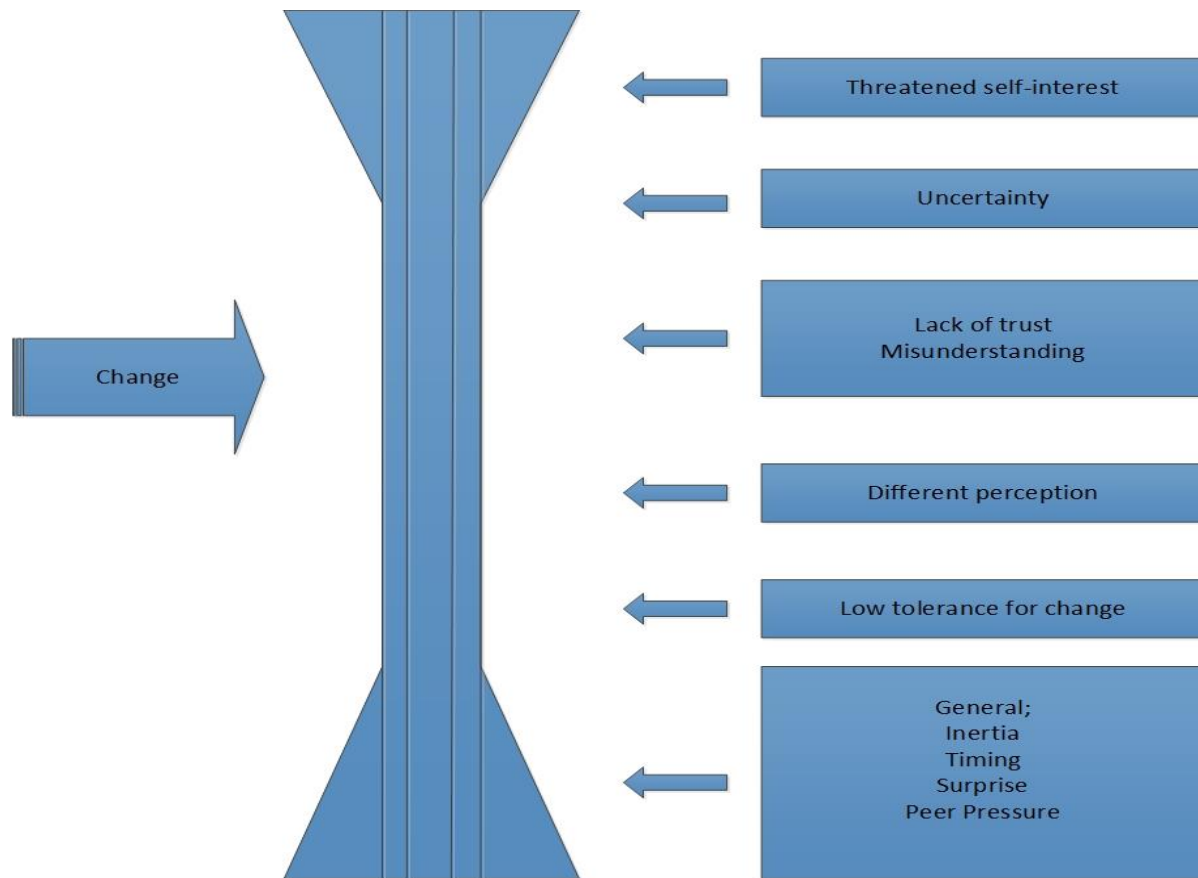 Threatened self-interest
Uncertainty
Change
Lack of trust
Misunderstanding
Different perception
Low tolerance for change
General;
Inertia
Timing
Surprise
Peer Pressure